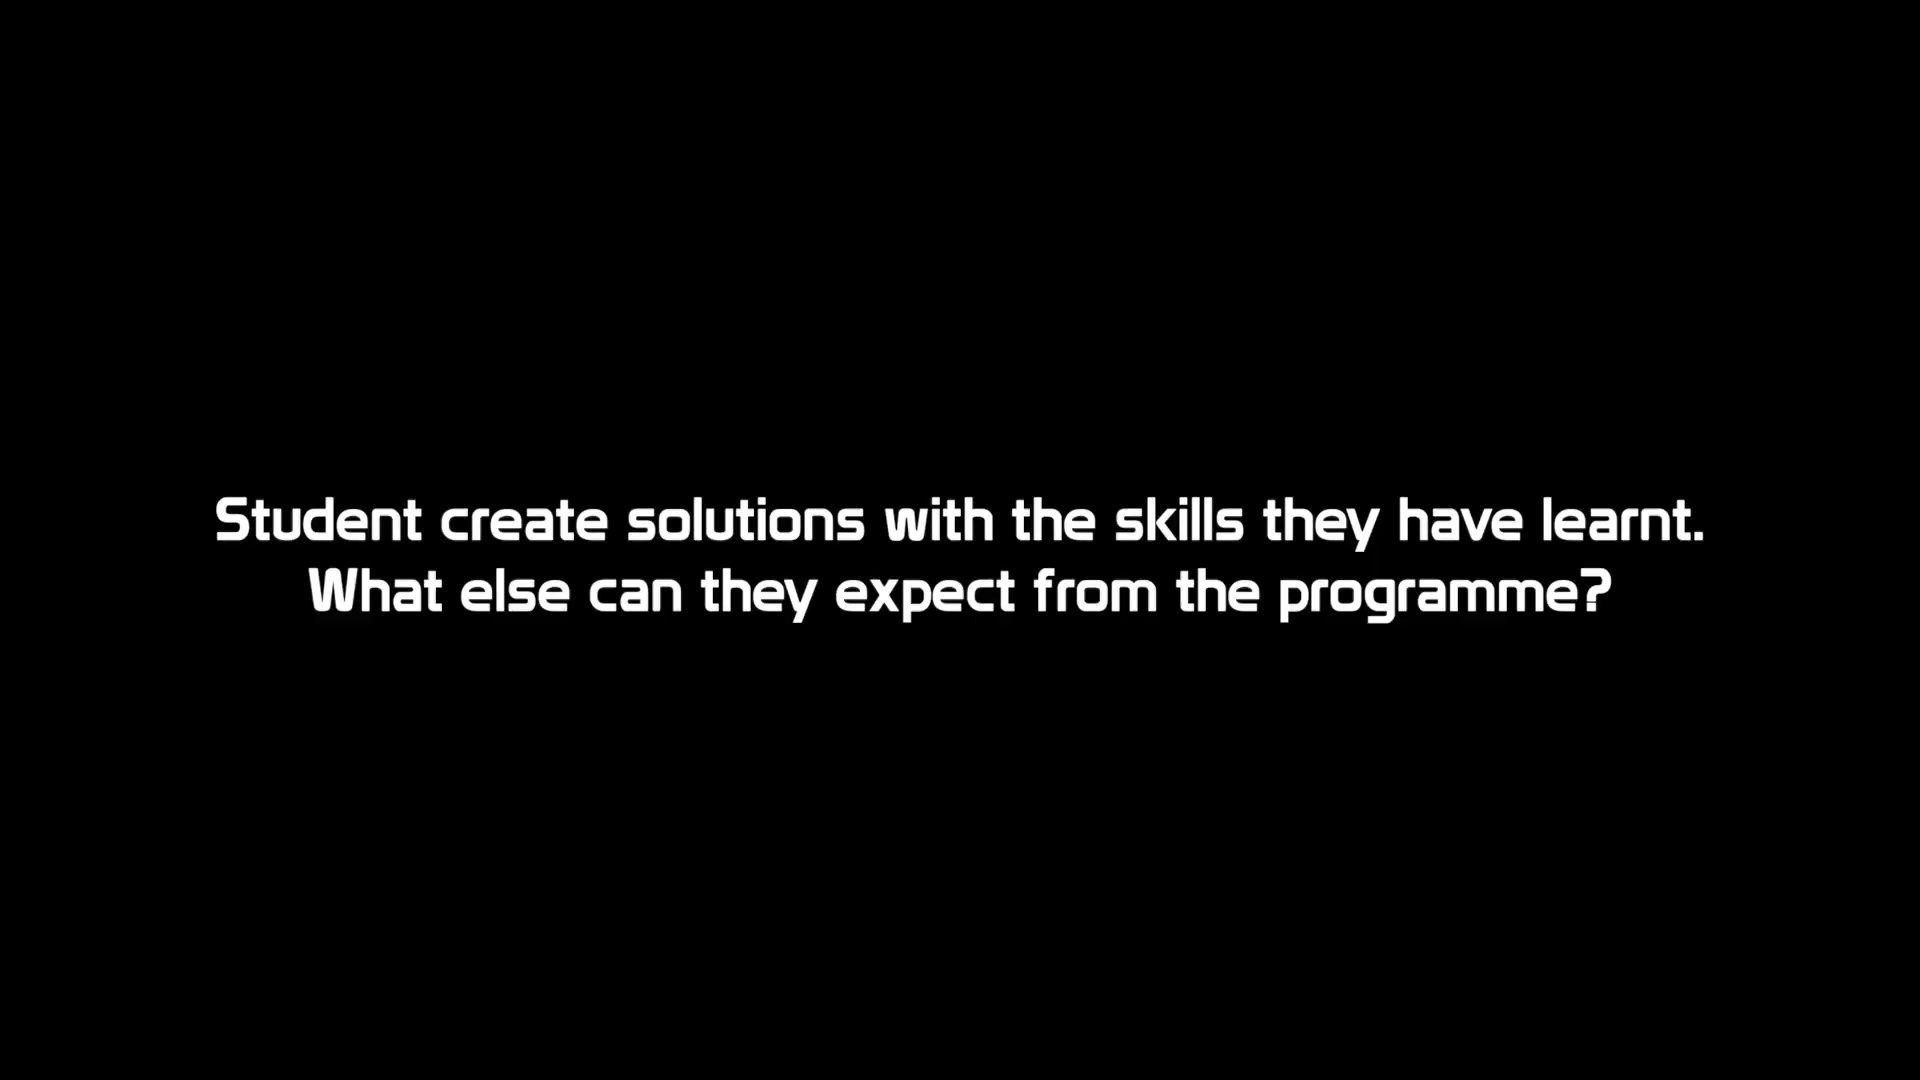 Student create solutions with the skills they have learnt.
What else can they expect from the programme?